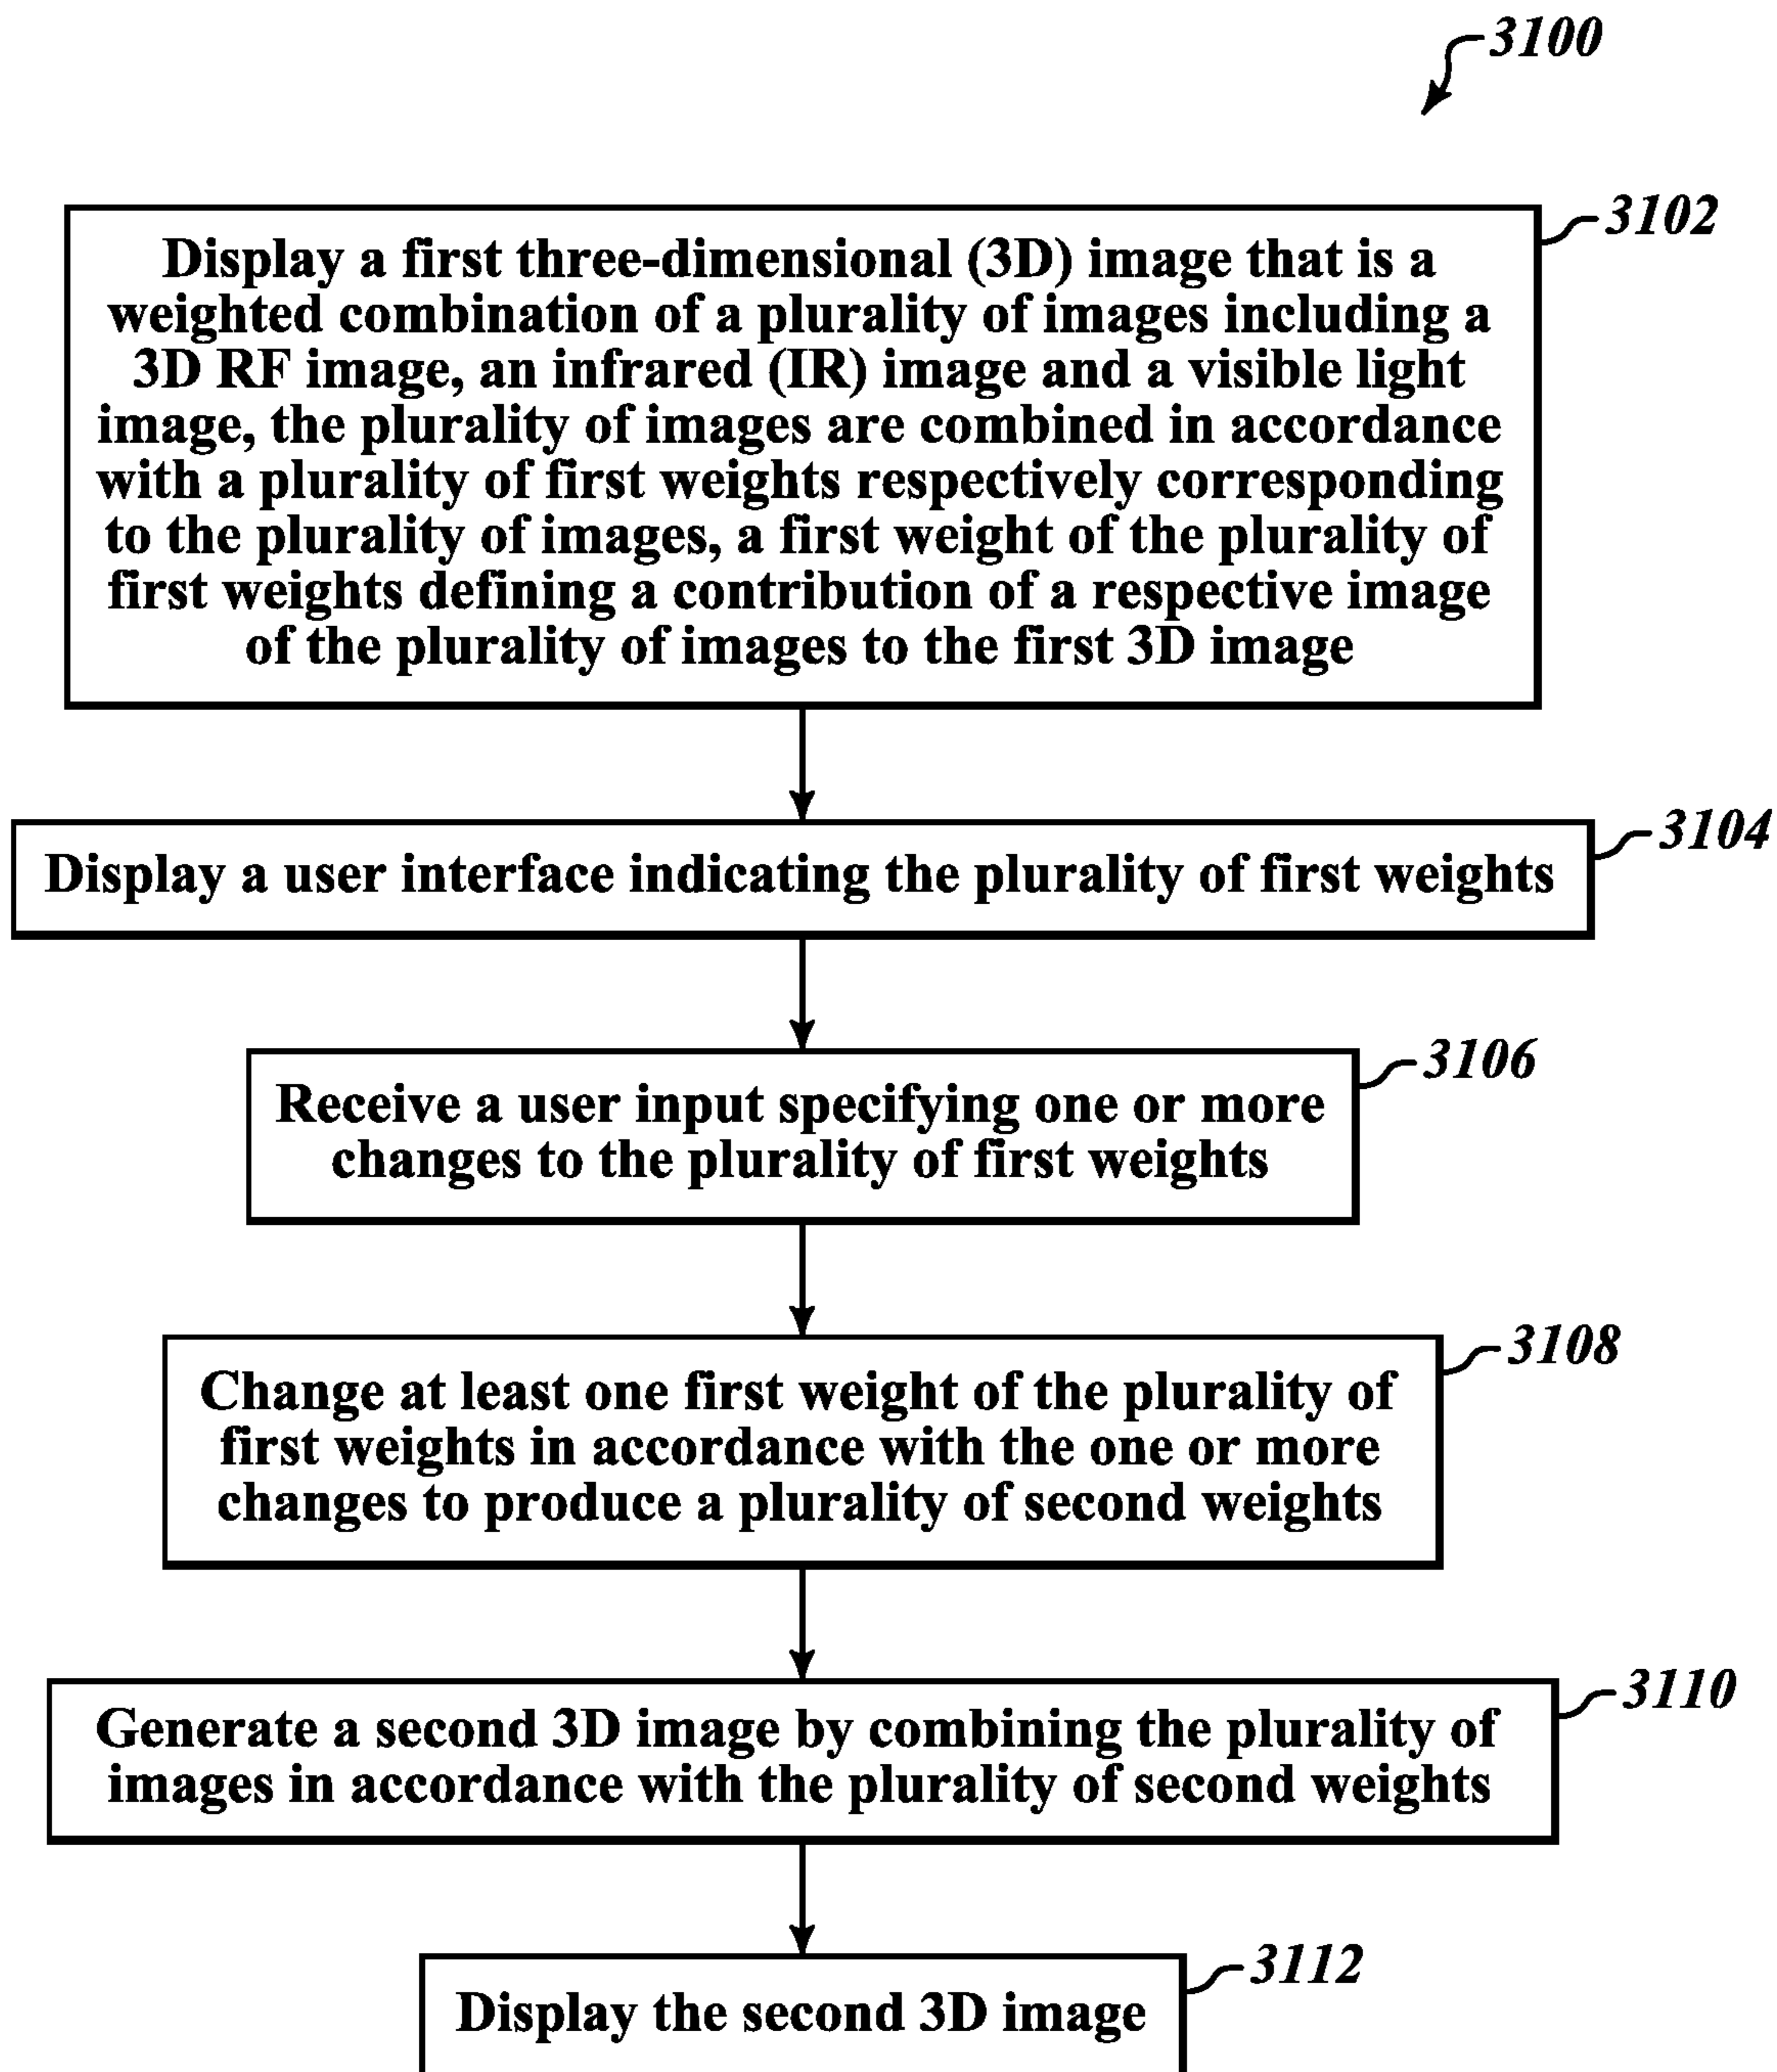 3100
3102
Display a first three-dimensional (3D) image that is a
weighted combination of a plurality of images including a
3D RF image, an infrared (IR) image and a visible light
image, the plurality of images are combined in accordance
with a plurality of first weights respectively corresponding
to the plurality of images, a first weight of the plurality of
first weights defining a contribution of a respective image
of the plurality of images to the first 3D image
3104
Display a user interface indicating the plurality of first weights
3106
Receive a user input specifying one or more
changes to the plurality of first weights
3108
Change at least one first weight of the plurality of
first weights in accordance with the one or more
changes to produce a plurality of second weights
3110
Generate a second 3D image by combining the plurality of
images in accordance with the plurality of second weights
3112
Display the second 3D image